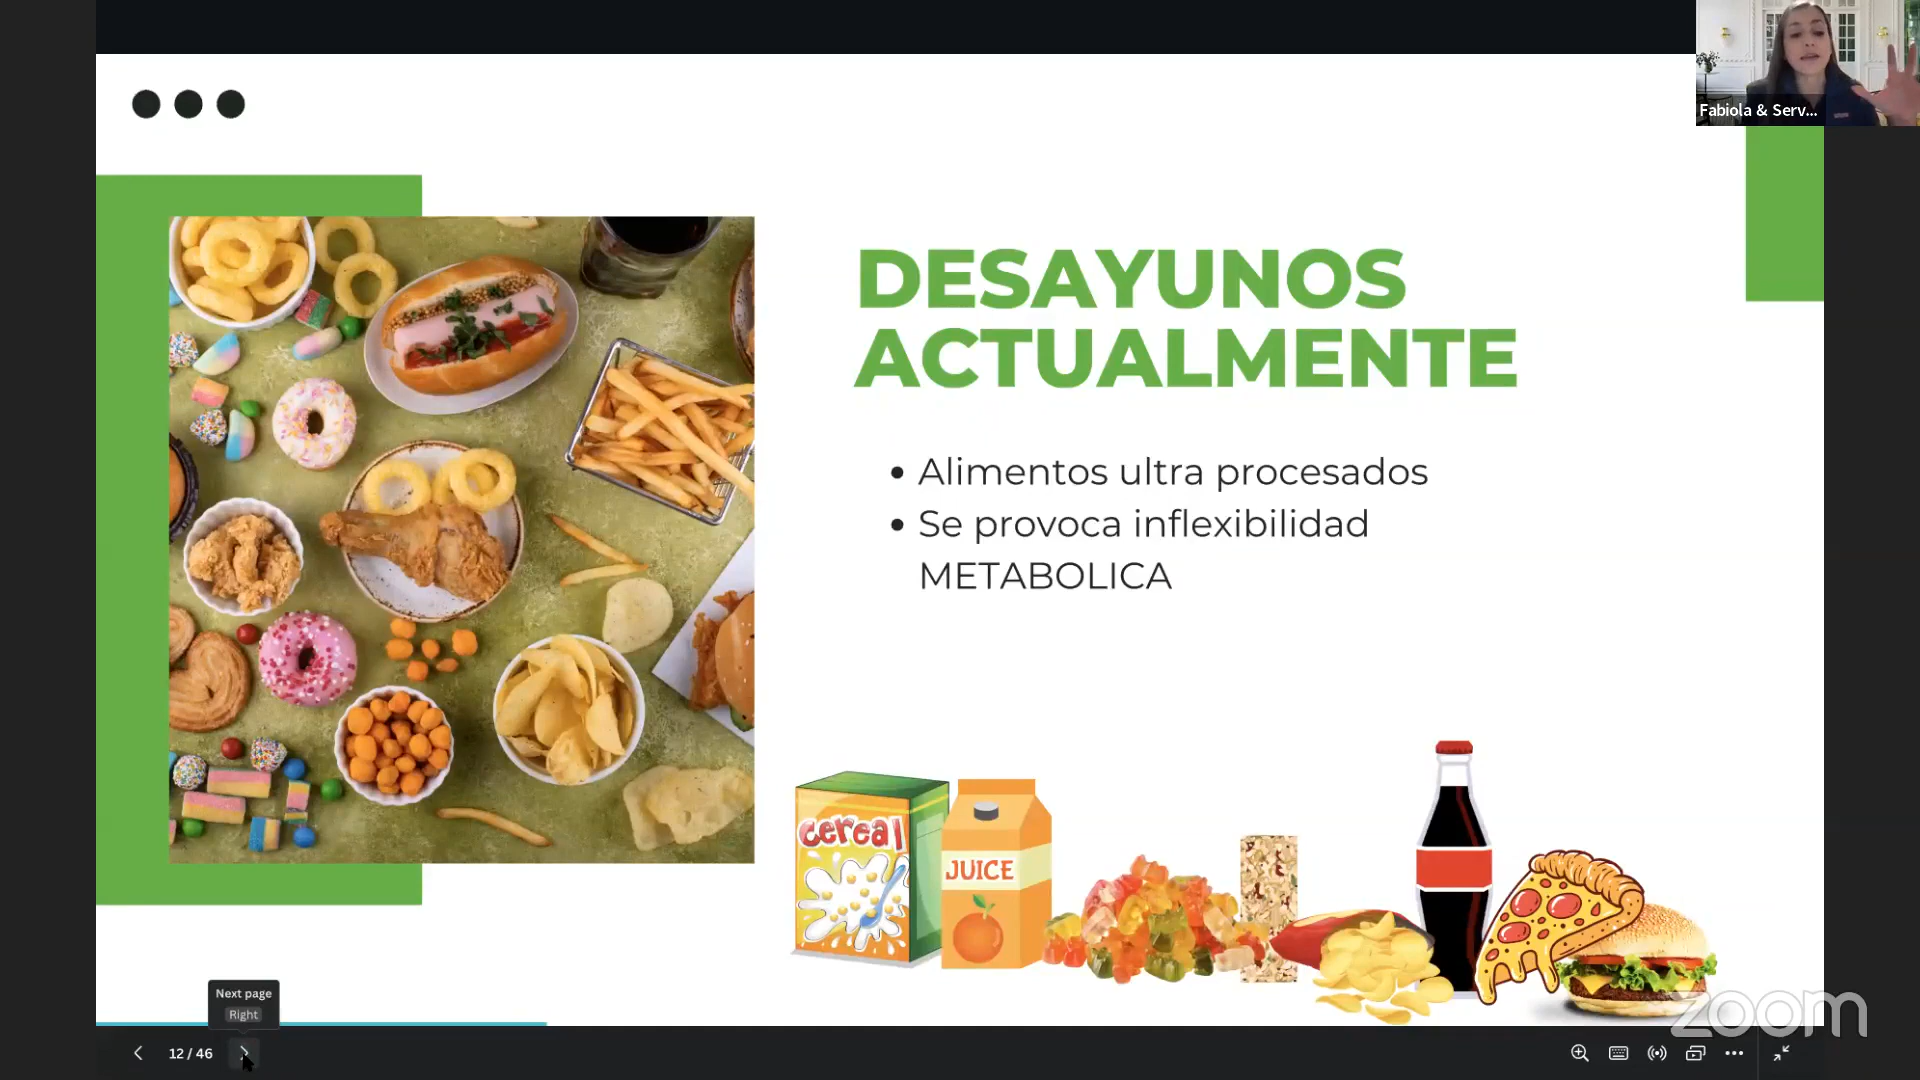 Fabiola & Serv...
DESAYUNOS
ACTUALMENTE
Alimentos ultra procesados
Se provoca inflexibilidad
METABOLICA
cereal
JUICE
Next page
Right
12 / 46
zoom